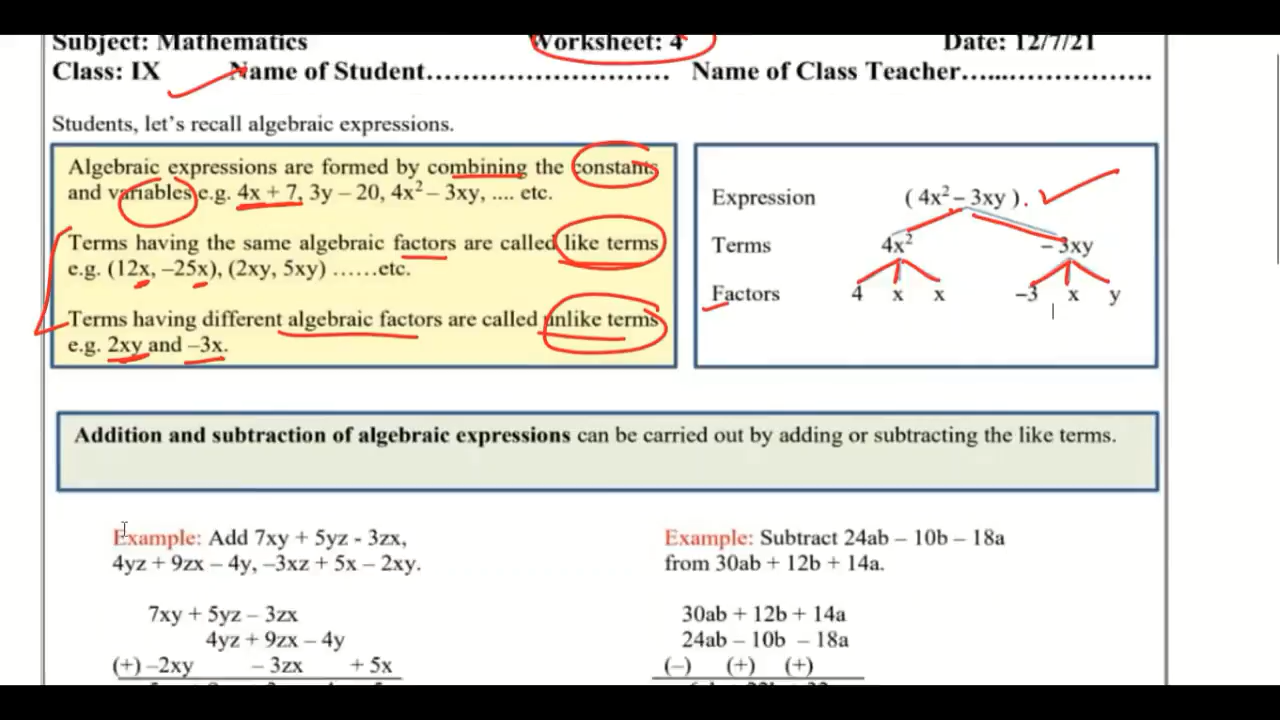 Subject: Mathematics Worksheet: 4 Date: 12/7/21
Class: IX Name of Student………………………… Name of Class Teacher…...…………….
Students, let’s recall algebraic expressions.
Algebraic expressions are formed by combining the constants
and variables e.g. 4x + 7, 3y – 20, 4x² – 3xy, .... etc.
Terms having the same algebraic factors are called like terms
e.g. (12x, –25x), (2xy, 5xy) ……etc.
Terms having different algebraic factors are called unlike terms
e.g. 2xy and –3x.
Expression ( 4x² – 3xy ).
Terms 4x² – 3xy
Factors 4 x x –3 x y
Addition and subtraction of algebraic expressions can be carried out by adding or subtracting the like terms.
Example: Add 7xy + 5yz - 3zx,
4yz + 9zx – 4y, –3xz + 5x – 2xy.
7xy + 5yz – 3zx
4yz + 9zx – 4y
(+) –2xy – 3zx + 5x
Example: Subtract 24ab – 10b – 18a
from 30ab + 12b + 14a.
30ab + 12b + 14a
24ab – 10b – 18a
(–) (+) (+)